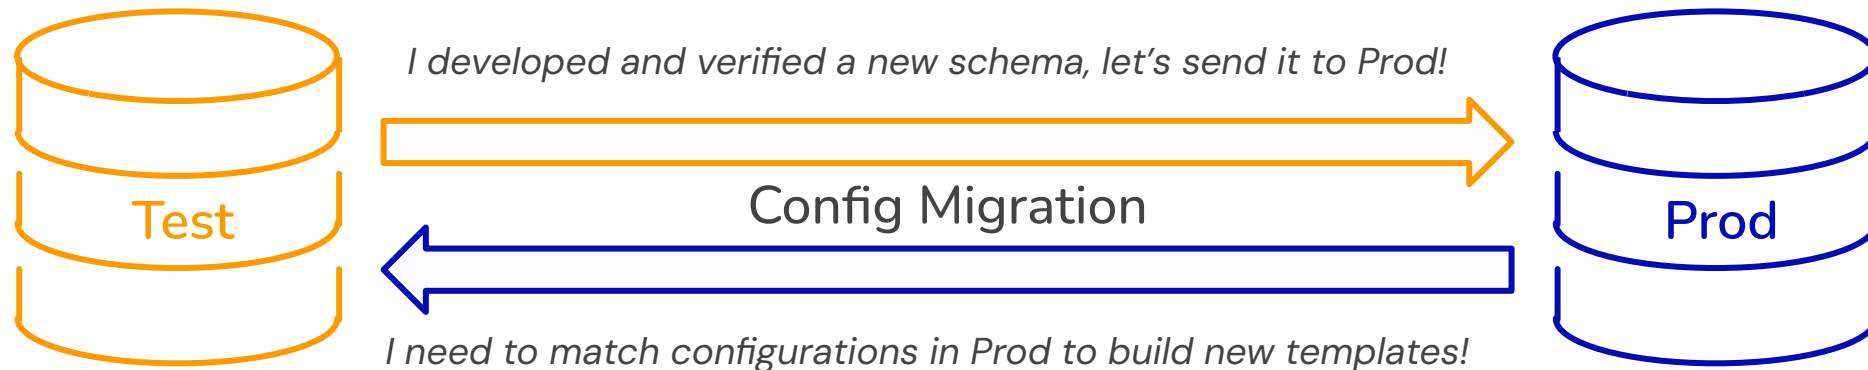 I developed and verified a new schema, let’s send it to Prod!
Test
Config Migration
Prod
I need to match configurations in Prod to build new templates!